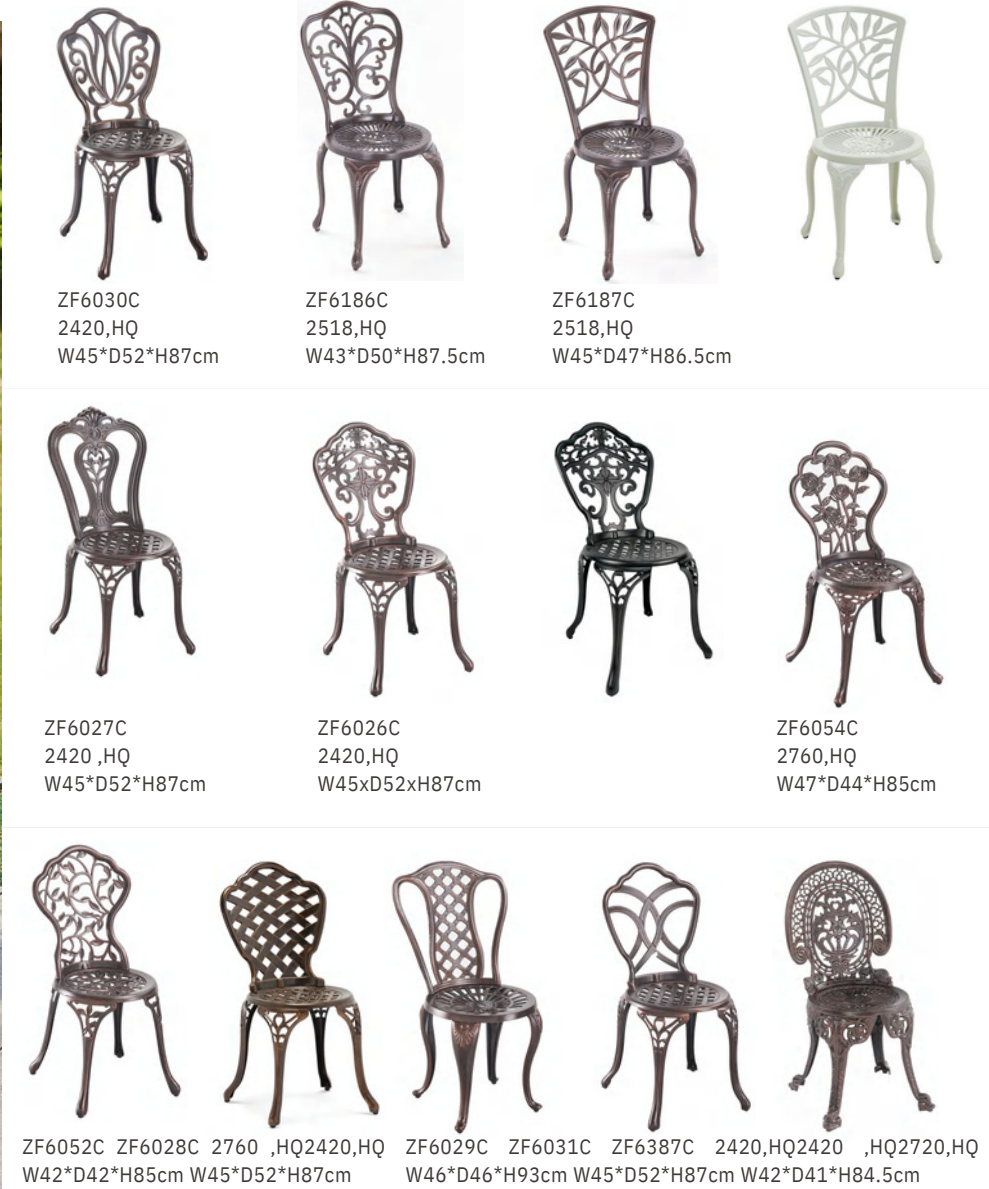 ZF6030C
2420,HQ
W45*D52*H87cm
ZF6186C
2518,HQ
W43*D50*H87.5cm
ZF6187C
2518,HQ
W45*D47*H86.5cm
ZF6027C
2420 ,HQ
W45*D52*H87cm
ZF6026C
2420,HQ
W45xD52xH87cm
ZF6054C
2760,HQ
W47*D44*H85cm
ZF6052C ZF6028C 2760 ,HQ2420,HQ
W42*D42*H85cm W45*D52*H87cm
ZF6029C ZF6031C ZF6387C 2420,HQ2420 ,HQ2720,HQ
W46*D46*H93cm W45*D52*H87cm W42*D41*H84.5cm